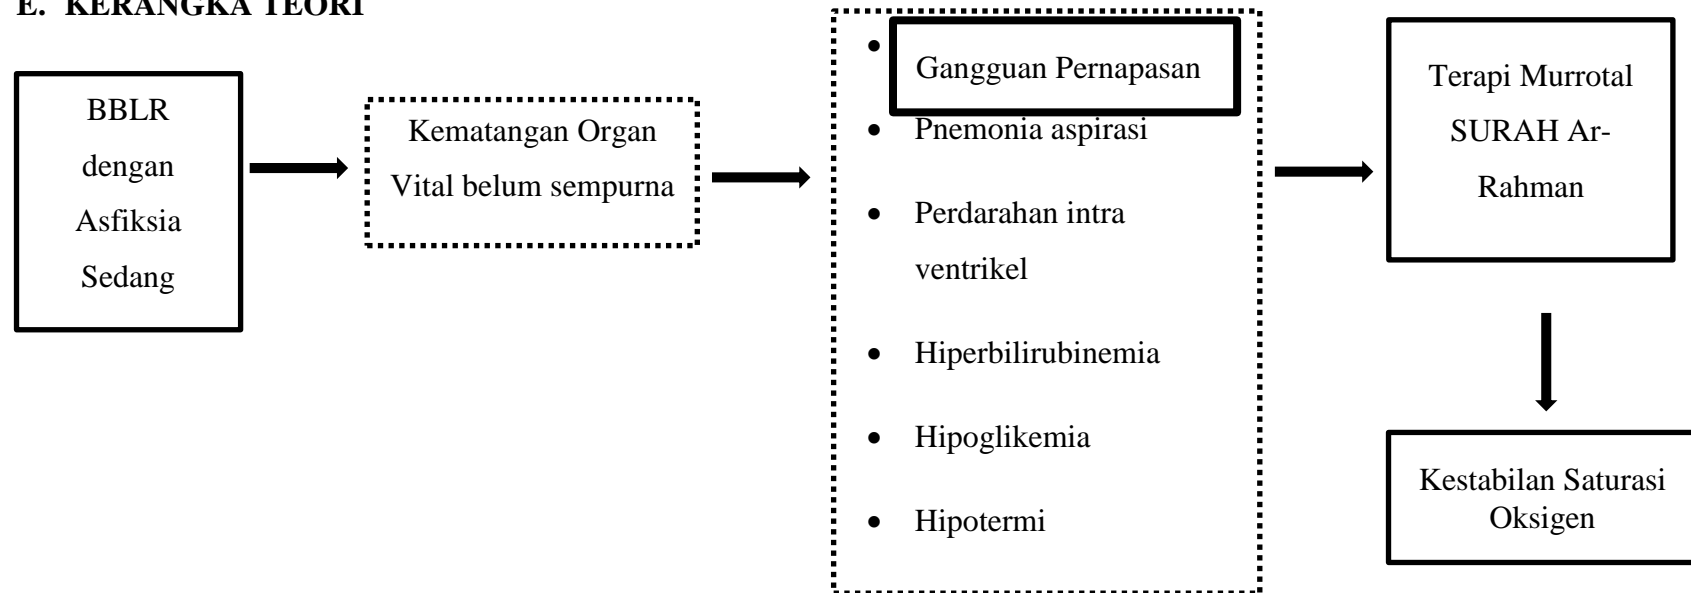 E. KERANGKA TEORI
BBLR
dengan
Asfiksia
Sedang
Kematangan Organ
Vital belum sempurna
• Gangguan Pernapasan
• Pnemonia aspirasi
• Perdarahan intra
ventrikel
• Hiperbilirubinemia
• Hipoglikemia
• Hipotermi
Terapi Murrotal
SURAH Ar-
Rahman
Kestabilan Saturasi
Oksigen